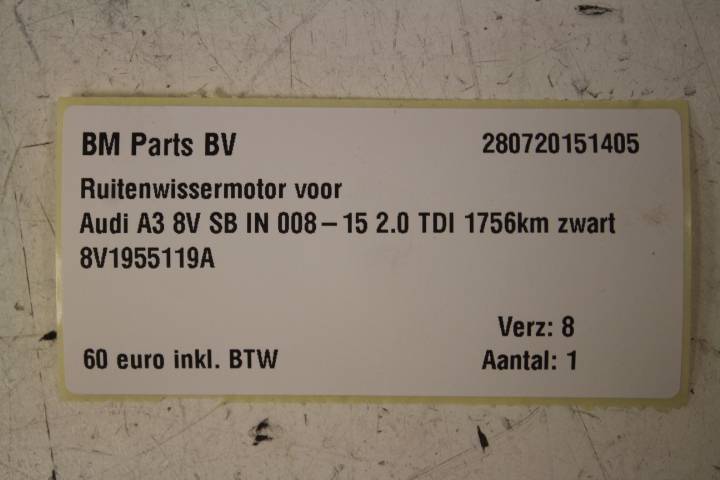 BM Parts BV 280720151405
Ruitenwissermotor voor
Audi A3 8V SB IN 008-15 2.0 TDI 1756km zwart
8V1955119A
Verz: 8
60 euro inkl. BTW Aantal: 1